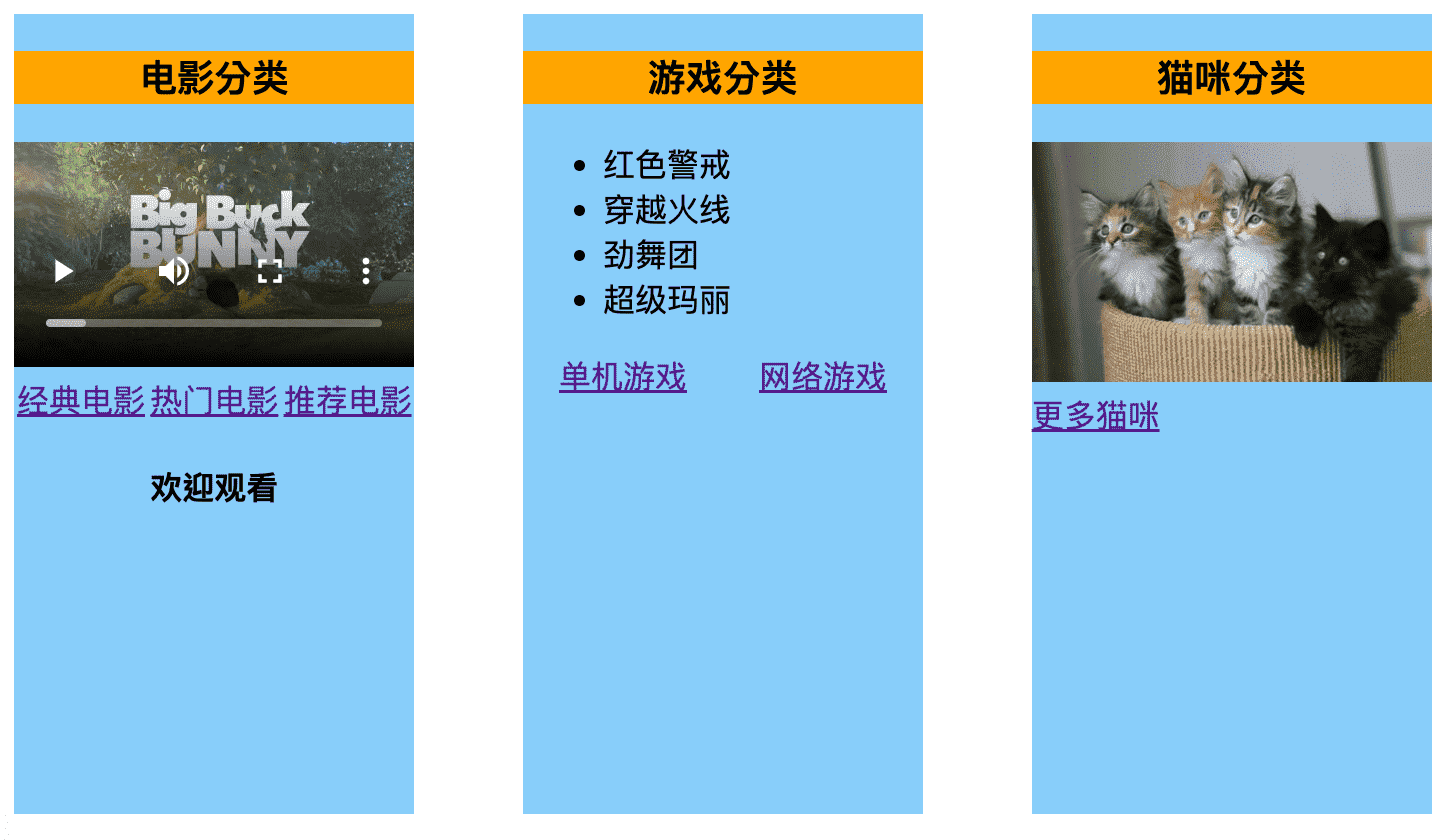 电影分类
Big Buck
BUNNY
经典电影 热门电影 推荐电影
欢迎观看
游戏分类
红色警戒
穿越火线
劲舞团
超级玛丽
单机游戏 网络游戏
猫咪分类
更多猫咪